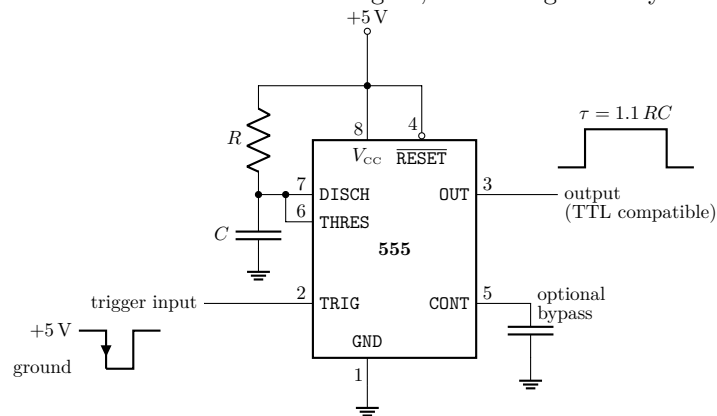 +5 V
τ = 1.1 RC
R
8
4
V_CC
RESET
7
DISCH
OUT
3
output
(TTL compatible)
6
THRES
C
555
trigger input
2
TRIG
CONT
5
optional
bypass
+5 V
ground
GND
1